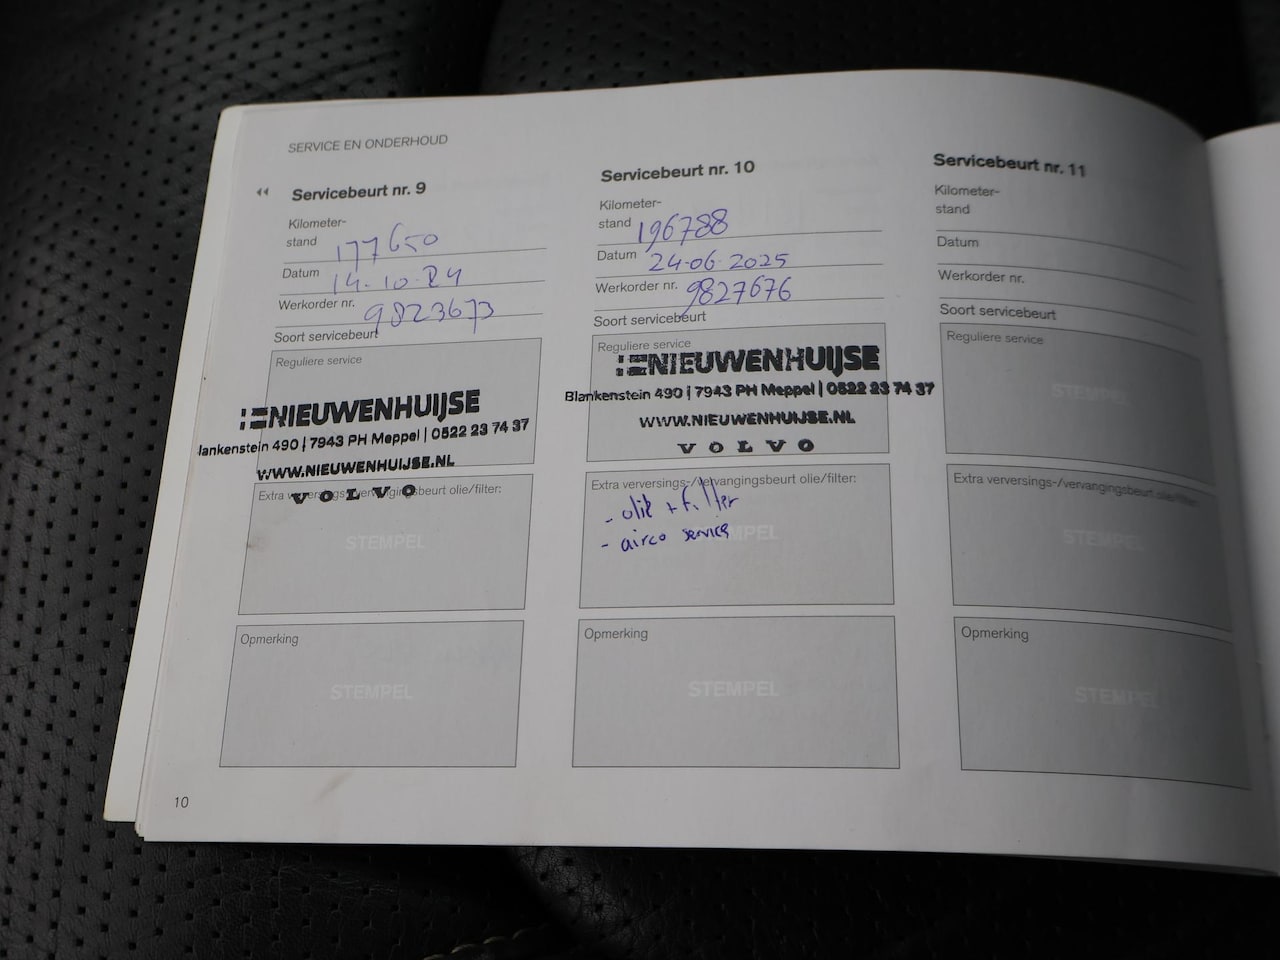 SERVICE EN ONDERHOUD
Servicebeurt nr. 9
Kilometer-
stand 177650
Datum 14-10-24
Werkorder nr. 9823673
Soort servicebeurt
Reguliere service
NIEUWENHUIJSE
lankenstein 490 | 7943 PH Meppel | 0522 23 74 37
WWW.NIEUWENHUIJSE.NL
VOLVO
Extra verversings-/vervangingsbeurt olie/filter:
STEMPEL
Opmerking
STEMPEL
Servicebeurt nr. 10
Kilometer-
stand 196788
Datum 24-06-2025
Werkorder nr. 9827676
Soort servicebeurt
Reguliere service
NIEUWENHUIJSE
Blankenstein 490 | 7943 PH Meppel | 0522 23 74 37
WWW.NIEUWENHUIJSE.NL
VOLVO
Extra verversings-/vervangingsbeurt olie/filter:
- olie + filter
- airco service
STEMPEL
Opmerking
STEMPEL
Servicebeurt nr. 11
Kilometer-
stand
Datum
Werkorder nr.
Soort servicebeurt
Reguliere service
STEMPEL
Extra verversings-/vervangingsbeurt olie/filter:
STEMPEL
Opmerking
STEMPEL
10